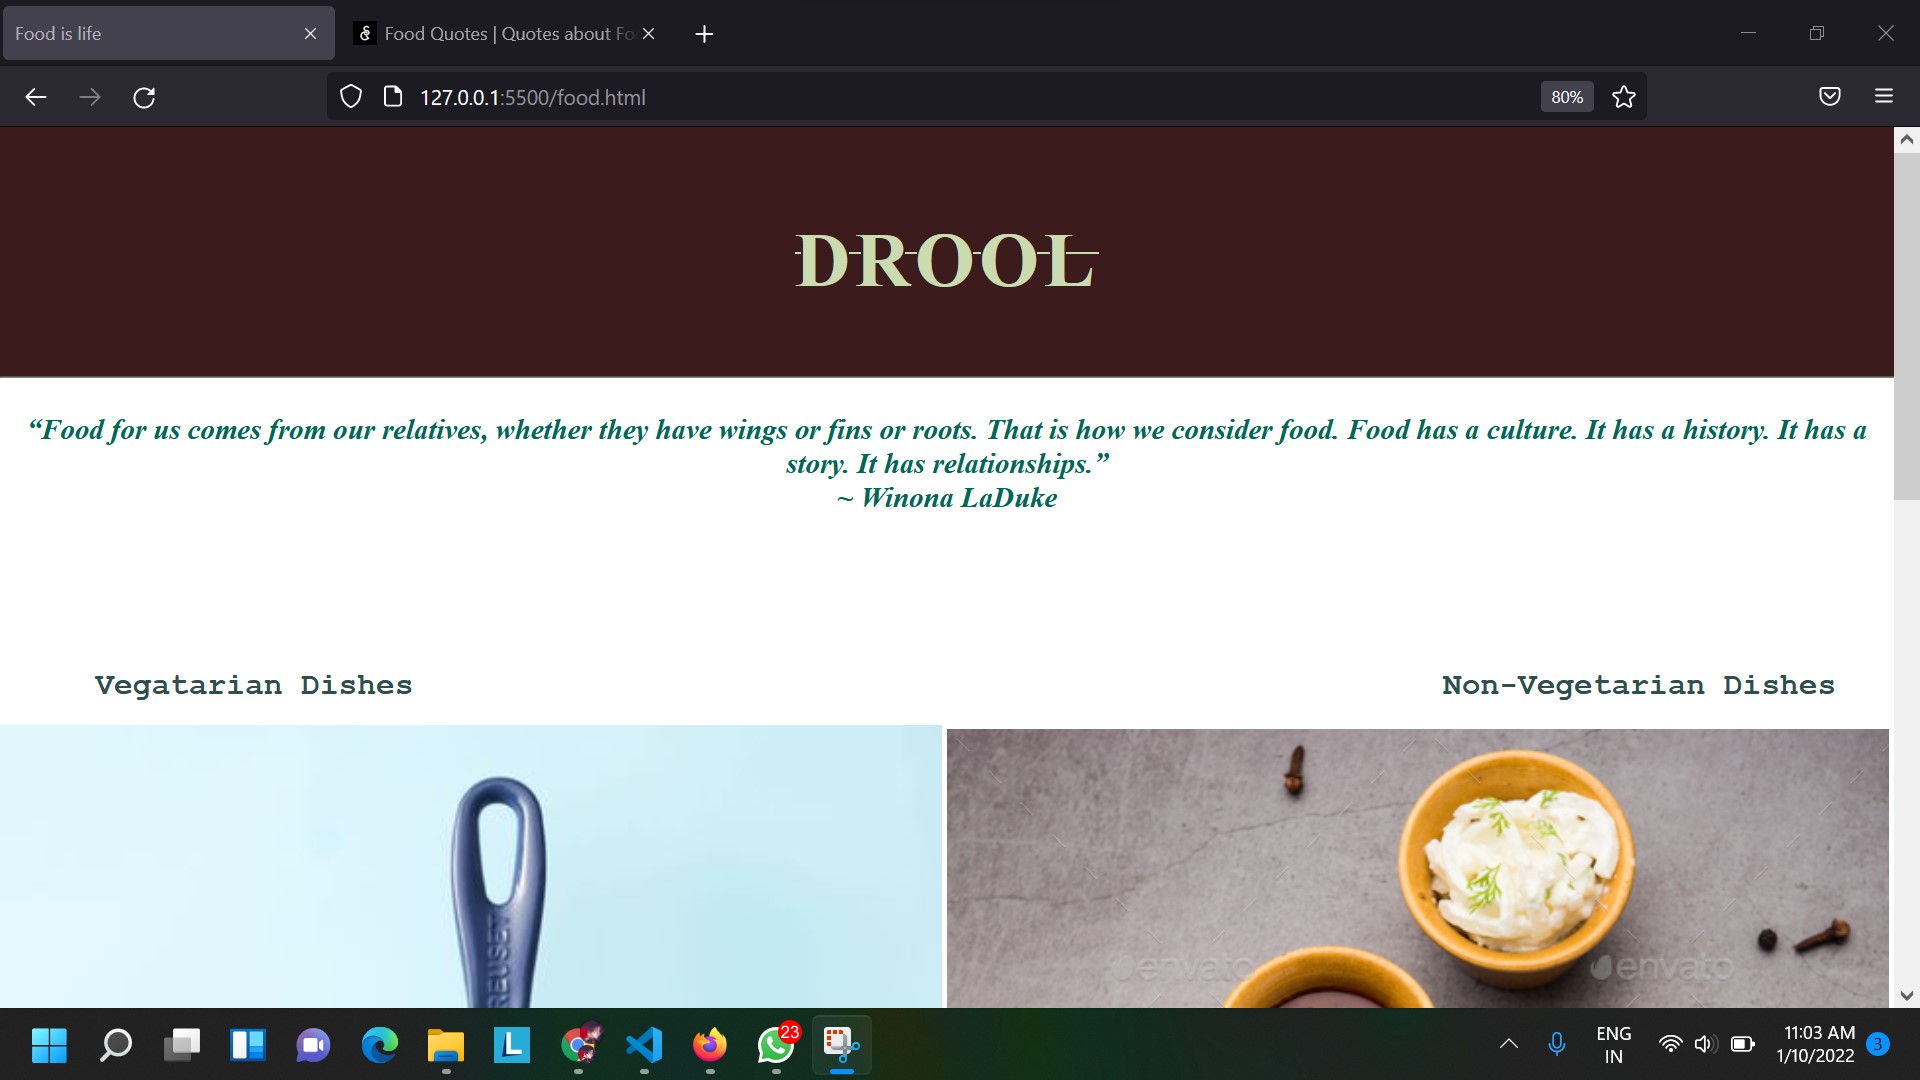 Food is life
Food Quotes | Quotes about Fo
127.0.0.1:5500/food.html
80%
DROOL
“Food for us comes from our relatives, whether they have wings or fins or roots. That is how we consider food. Food has a culture. It has a history. It has a
story. It has relationships.”
~ Winona LaDuke
Vegatarian Dishes
Non-Vegetarian Dishes
REUSET
envato
envato
L
23
ENG
IN
11:03 AM
1/10/2022
3